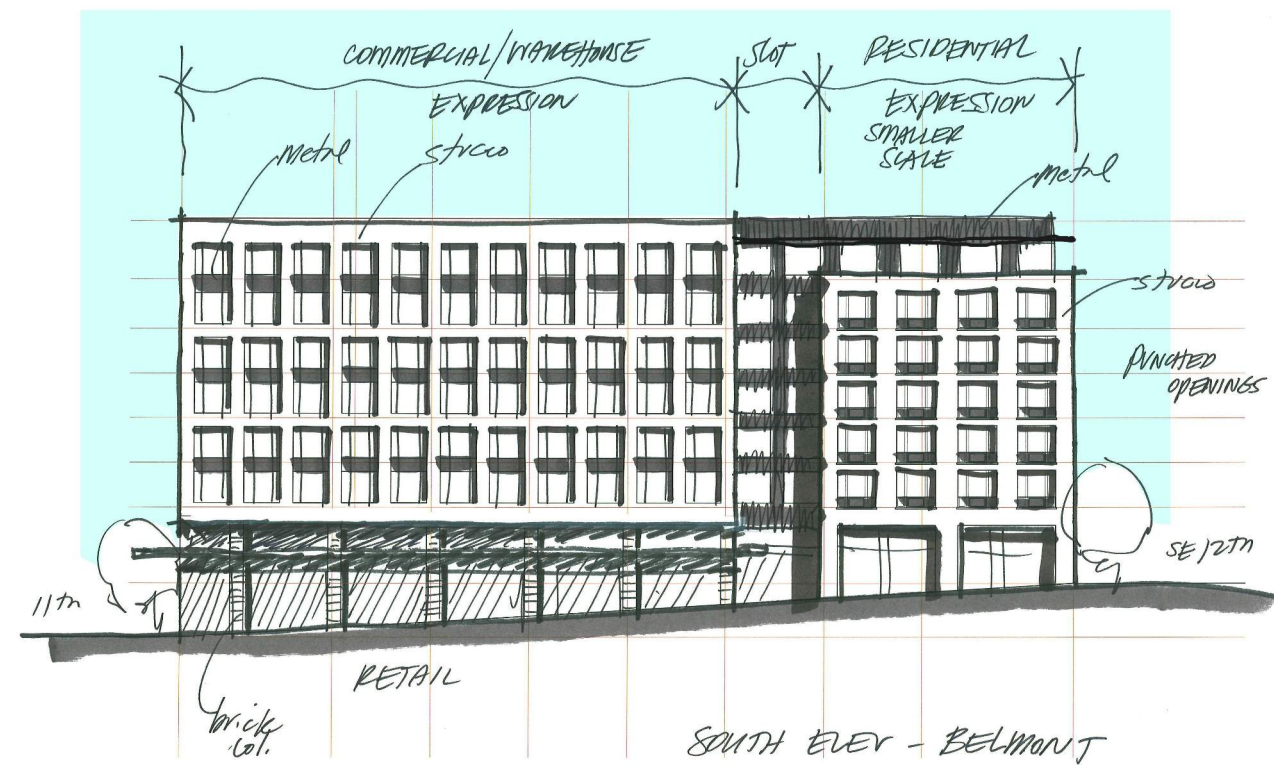 COMMERCIAL/WAREHOUSE
EXPRESSION
SLOT
RESIDENTIAL
EXPRESSION
SMALLER
SCALE
metal
stucco
metal
stucco
PUNCHED
OPENINGS
11TH
SE 12TH
RETAIL
brick
col.
SOUTH ELEV - BELMONT